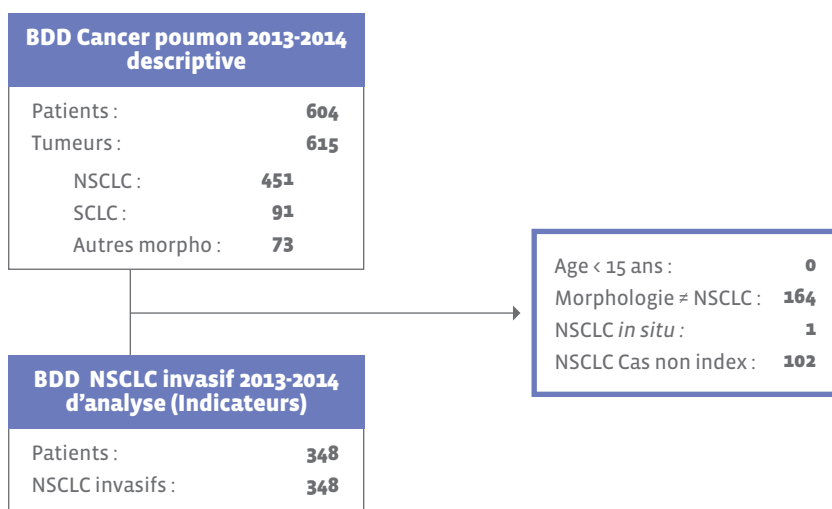 BDD Cancer poumon 2013-2014
descriptive
Patients : 604
Tumeurs : 615
NSCLC : 451
SCLC : 91
Autres morpho : 73
Age < 15 ans : 0
Morphologie ≠ NSCLC : 164
NSCLC in situ : 1
NSCLC Cas non index : 102
BDD NSCLC invasif 2013-2014
d'analyse (Indicateurs)
Patients : 348
NSCLC invasifs : 348